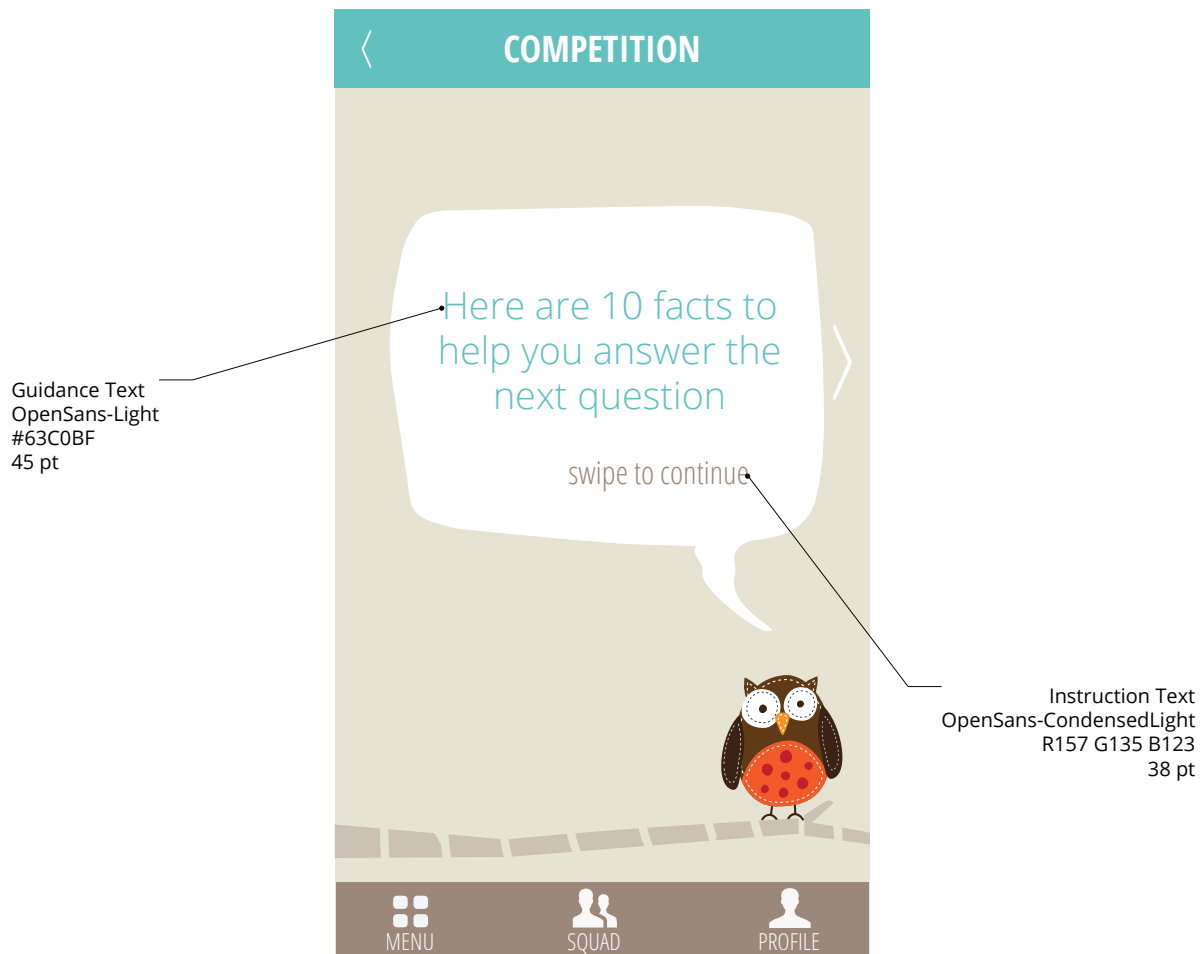 COMPETITION
Here are 10 facts to
help you answer the
next question
swipe to continue
Guidance Text
OpenSans-Light
#63C0BF
45 pt
Instruction Text
OpenSans-CondensedLight
R157 G135 B123
38 pt
MENU
SQUAD
PROFILE